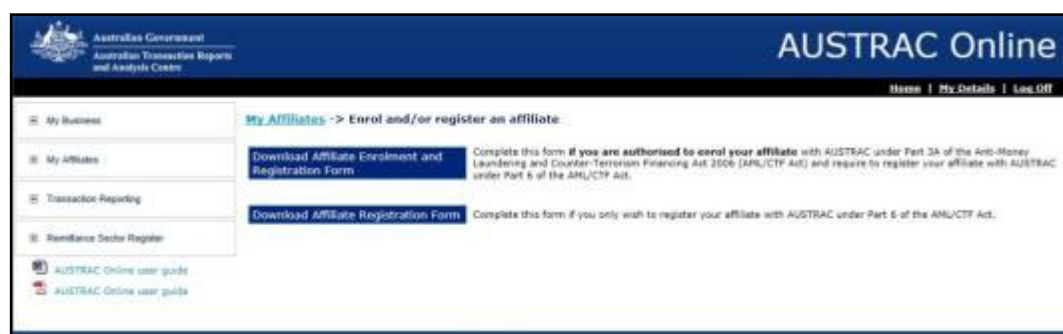 Australian Government
Australian Transaction Reports
and Analysis Centre
AUSTRAC Online
Home | My Details | Log Off
My Business
My Affiliates
Transaction Reporting
Remittance Sector Register
AUSTRAC Online user guide
AUSTRAC Online user guide
My Affiliates -> Enrol and/or register an affiliate
Download Affiliate Enrolment and
Registration Form
Complete this form if you are authorised to enrol your affiliate with AUSTRAC under Part 3A of the Anti-Money
Laundering and Counter-Terrorism Financing Act 2006 (AML/CTF Act) and require to register your affiliate with AUSTRAC
under Part 6 of the AML/CTF Act.
Download Affiliate Registration Form
Complete this form if you only wish to register your affiliate with AUSTRAC under Part 6 of the AML/CTF Act.